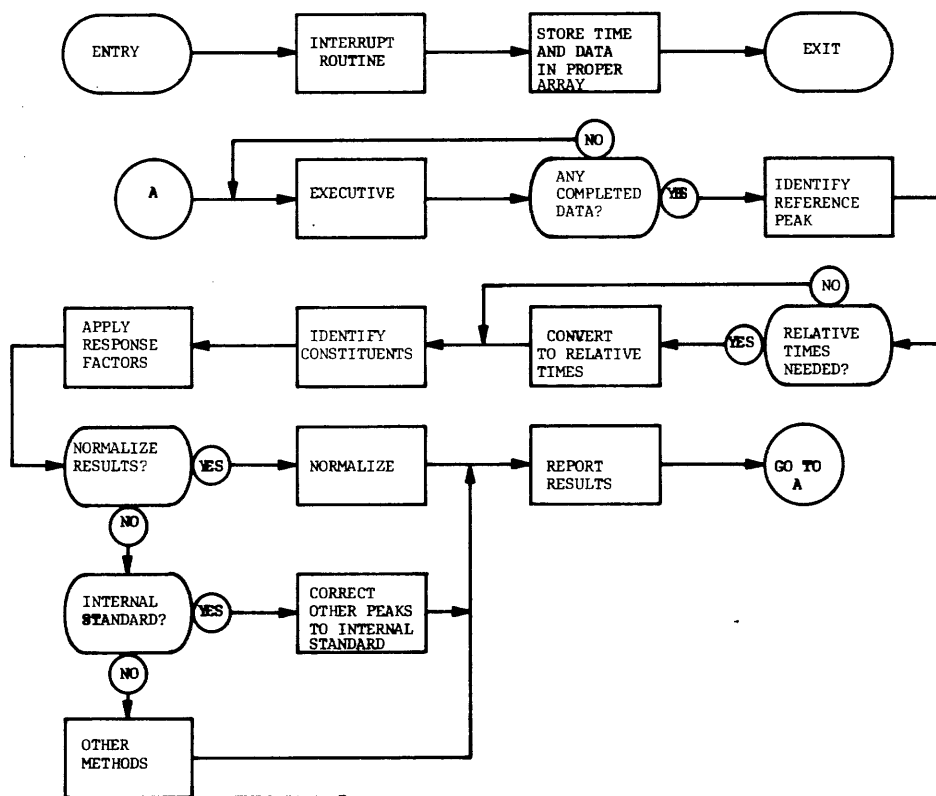 ENTRY
INTERRUPT
ROUTINE
STORE TIME
AND DATA
IN PROPER
ARRAY
EXIT
NO
A
EXECUTIVE
ANY
COMPLETED
DATA?
YES
IDENTIFY
REFERENCE
PEAK
NO
APPLY
RESPONSE
FACTORS
IDENTIFY
CONSTITUENTS
CONVERT
TO RELATIVE
TIMES
YES
RELATIVE
TIMES
NEEDED?
NORMALIZE
RESULTS?
YES
NORMALIZE
REPORT
RESULTS
GO TO
A
NO
INTERNAL
STANDARD?
YES
CORRECT
OTHER PEAKS
TO INTERNAL
STANDARD
NO
OTHER
METHODS